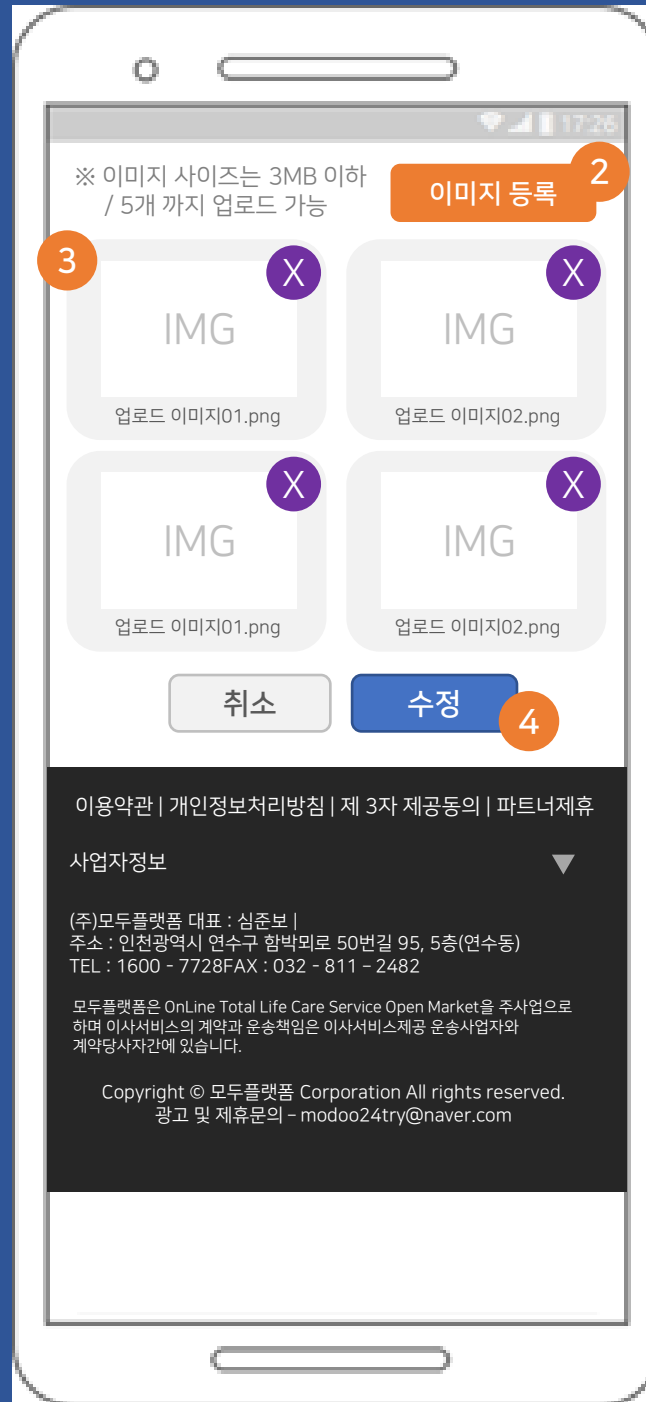 17:26
※ 이미지 사이즈는 3MB 이하
/ 5개 까지 업로드 가능
이미지 등록
2
3
X
X
IMG
IMG
업로드 이미지01.png
업로드 이미지02.png
X
X
IMG
IMG
업로드 이미지01.png
업로드 이미지02.png
취소
수정
4
이용약관 | 개인정보처리방침 | 제 3자 제공동의 | 파트너제휴
사업자정보
(주)모두플랫폼 대표 : 심준보 |
주소 : 인천광역시 연수구 함박뫼로 50번길 95, 5층(연수동)
TEL : 1600 - 7728FAX : 032 - 811 – 2482
모두플랫폼은 OnLine Total Life Care Service Open Market을 주사업으로
하며 이사서비스의 계약과 운송책임은 이사서비스제공 운송사업자와
계약당사자간에 있습니다.
Copyright © 모두플랫폼 Corporation All rights reserved.
광고 및 제휴문의 – modoo24try@naver.com